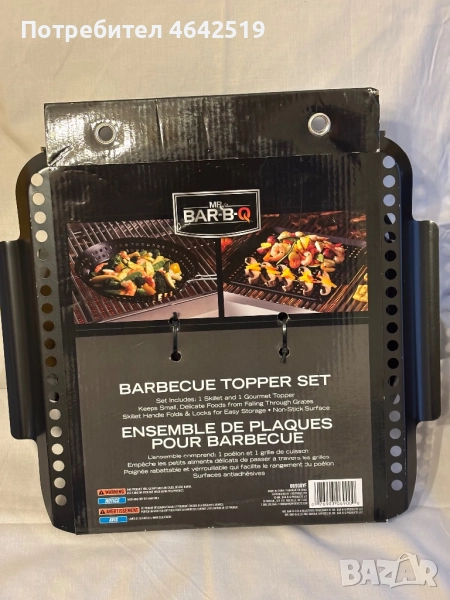 Потребител 4642519
MR.
BAR-B-Q
BARBECUE TOPPER SET
Set Includes: 1 Skillet and 1 Gourmet Topper
Keeps Small, Delicate Foods from Falling Through Grates
Skillet Handle Folds & Locks for Easy Storage • Non-Stick Surface
ENSEMBLE DE PLAQUES
POUR BARBECUE
L'ensemble comprend: 1 poêlon et 1 grille de cuisson
Empêche les petits aliments délicats de passer à travers les grilles
Poignée rabattable et verrouillable qui facilite le rangement du poêlon
Surfaces antiadhésives
WARNING
NOTICE
AVERTISSEMENT
AVIS
BAZAR